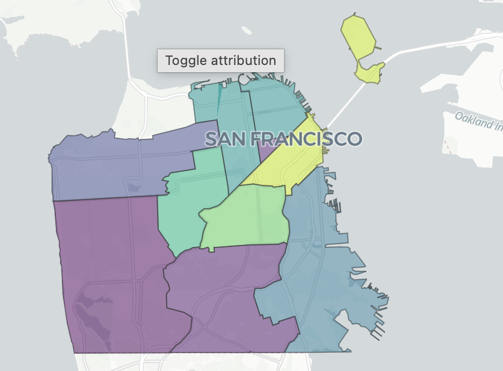 Toggle attribution
SAN FRANCISCO
Oakland In